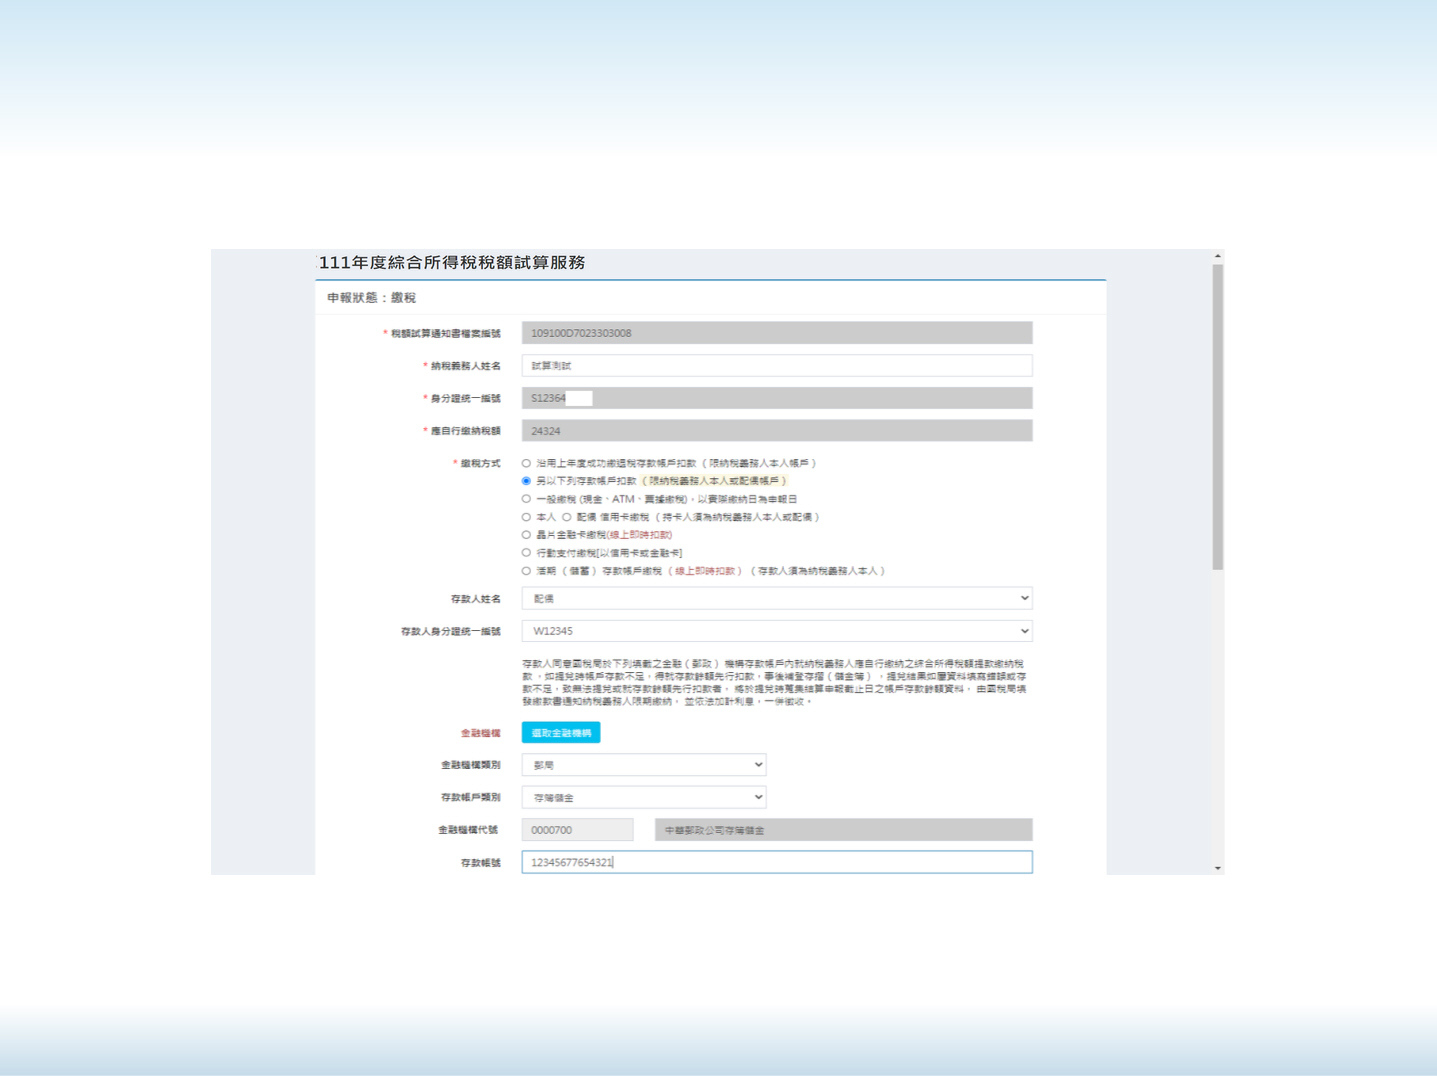 111年度綜合所得稅稅額試算服務
申報狀態：繳稅
* 稅額試算通知書檔案編號 109100D7023303008
* 納稅義務人姓名 試算測試
* 身分證統一編號 S12364
* 應自行繳納稅額 24324
* 繳稅方式 沿用上年度成功繳退稅存款帳戶扣款（限納稅義務人本人帳戶）
另以下列存款帳戶扣款（限納稅義務人本人或配偶帳戶）
一般繳稅 (現金、ATM、票據繳稅)，以實際繳納日為申報日
本人 配偶 信用卡繳稅（持卡人須為納稅義務人本人或配偶）
晶片金融卡繳稅(線上即時扣款)
行動支付繳稅[以信用卡或金融卡]
活期（儲蓄）存款帳戶繳稅（線上即時扣款）（存款人須為納稅義務人本人）
存款人姓名 配偶
存款人身分證統一編號 W12345
存款人同意國稅局於下列填載之金融（郵政）機構存款帳戶內就納稅義務人應自行繳納之綜合所得稅額提款繳納稅
款，如提兌時帳戶存款不足，得就存款餘額先行扣款，事後補登存摺（儲金簿），提兌結果如屬資料填寫錯誤或存
款不足，致無法提兌或就存款餘額先行扣款者，將於提兌時蒐集結算申報截止日之帳戶存款餘額資料，由國稅局填
發繳款書通知納稅義務人限期繳納，並依法加計利息，一併徵收。
金融機構 選取金融機構
金融機構類別 郵局
存款帳戶類別 存簿儲金
金融機構代號 0000700 中華郵政公司存簿儲金
存款帳號 12345677654321